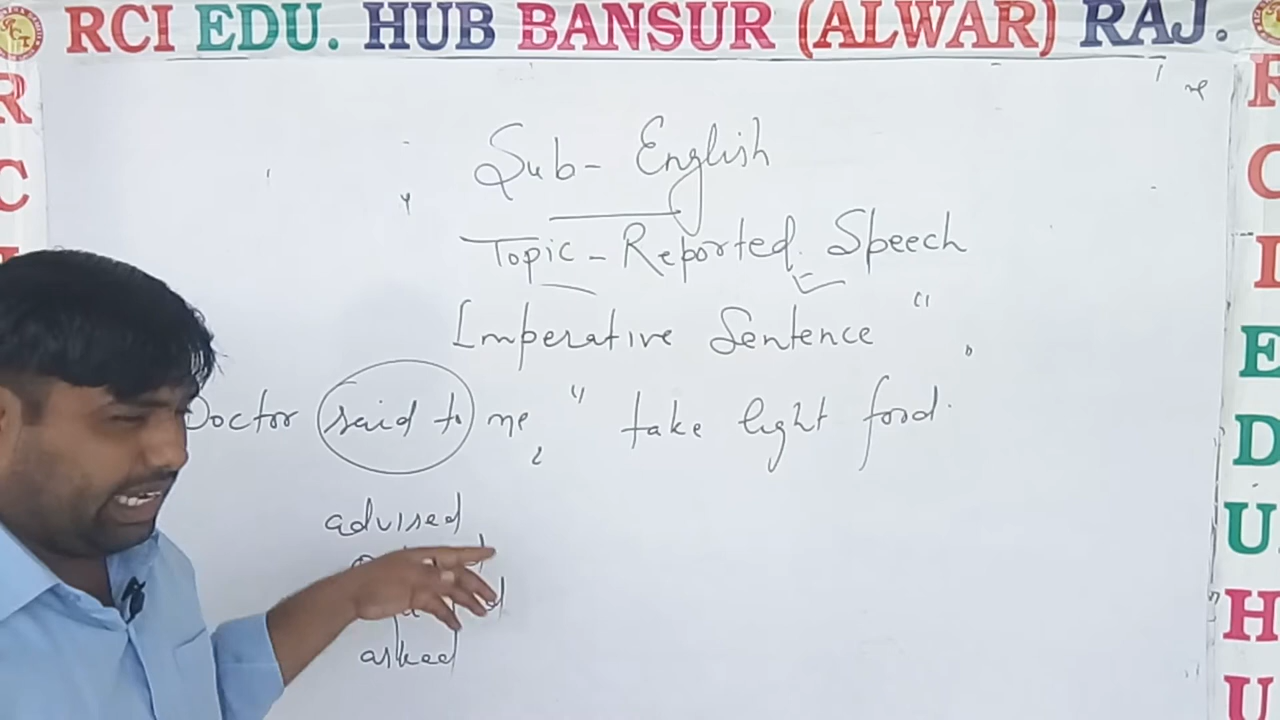 RCI EDU. HUB BANSUR (ALWAR) RAJ.
Sub- English
Topic - Reported Speech
Imperative Sentence "
Doctor said to me, " take light food.
advised
asked
R
C
I
R
C
I
E
D
U.
H
U